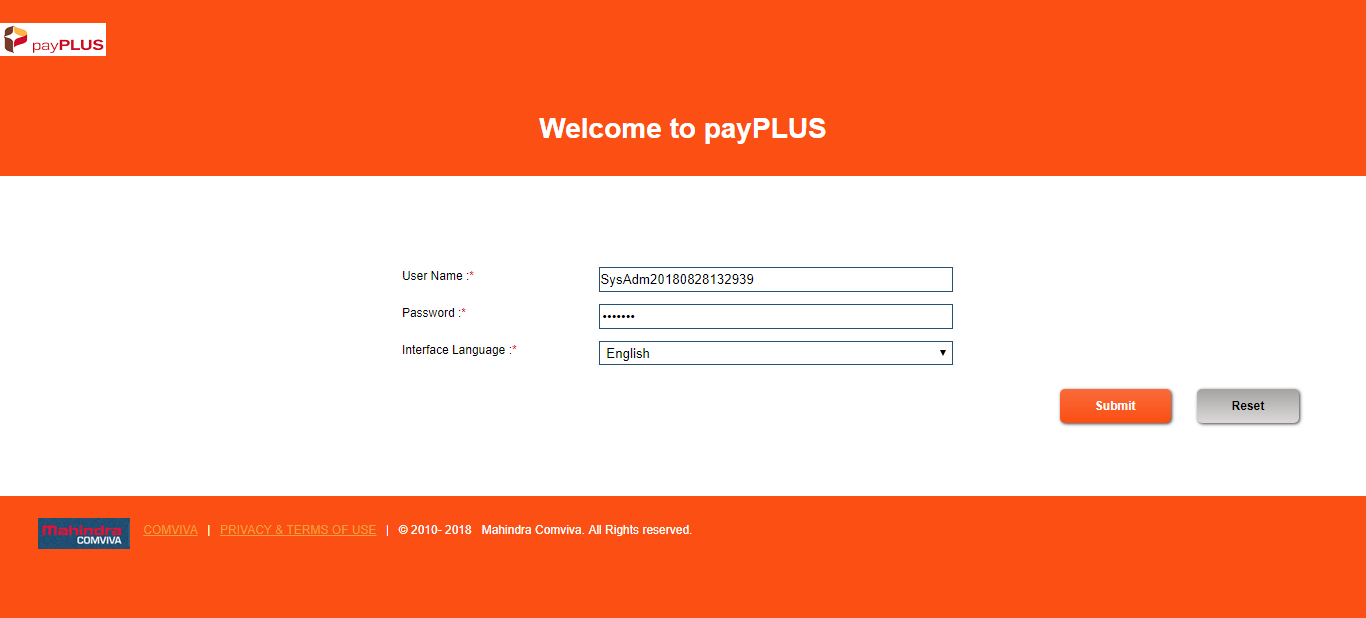 payPLUS
Welcome to payPLUS
User Name :*
SysAdm20180828132939
Password :*
•••••••
Interface Language :*
English
Submit
Reset
Mahindra
COMVIVA
COMVIVA | PRIVACY & TERMS OF USE | © 2010- 2018 Mahindra Comviva. All Rights reserved.